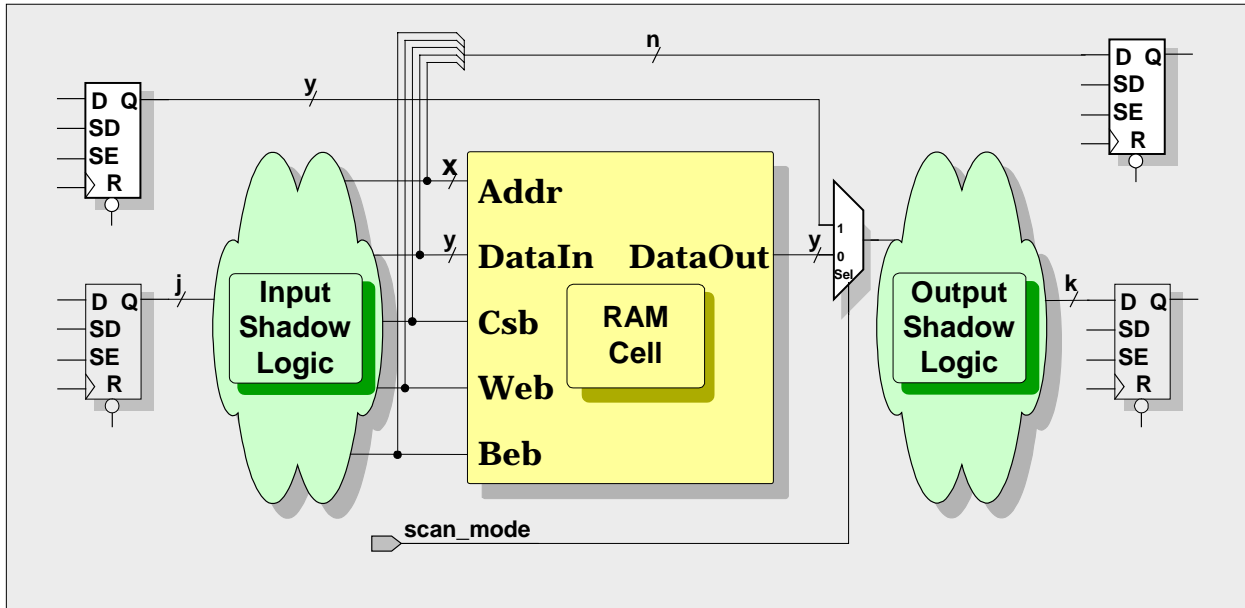 n
D Q
SD
SE
R
y
D Q
SD
SE
R
x
Addr
y
DataIn
DataOut
y
1
0
Sel
Input
Shadow
Logic
j
D Q
SD
SE
R
Csb
RAM
Cell
Web
Beb
Output
Shadow
Logic
k
D Q
SD
SE
R
scan_mode